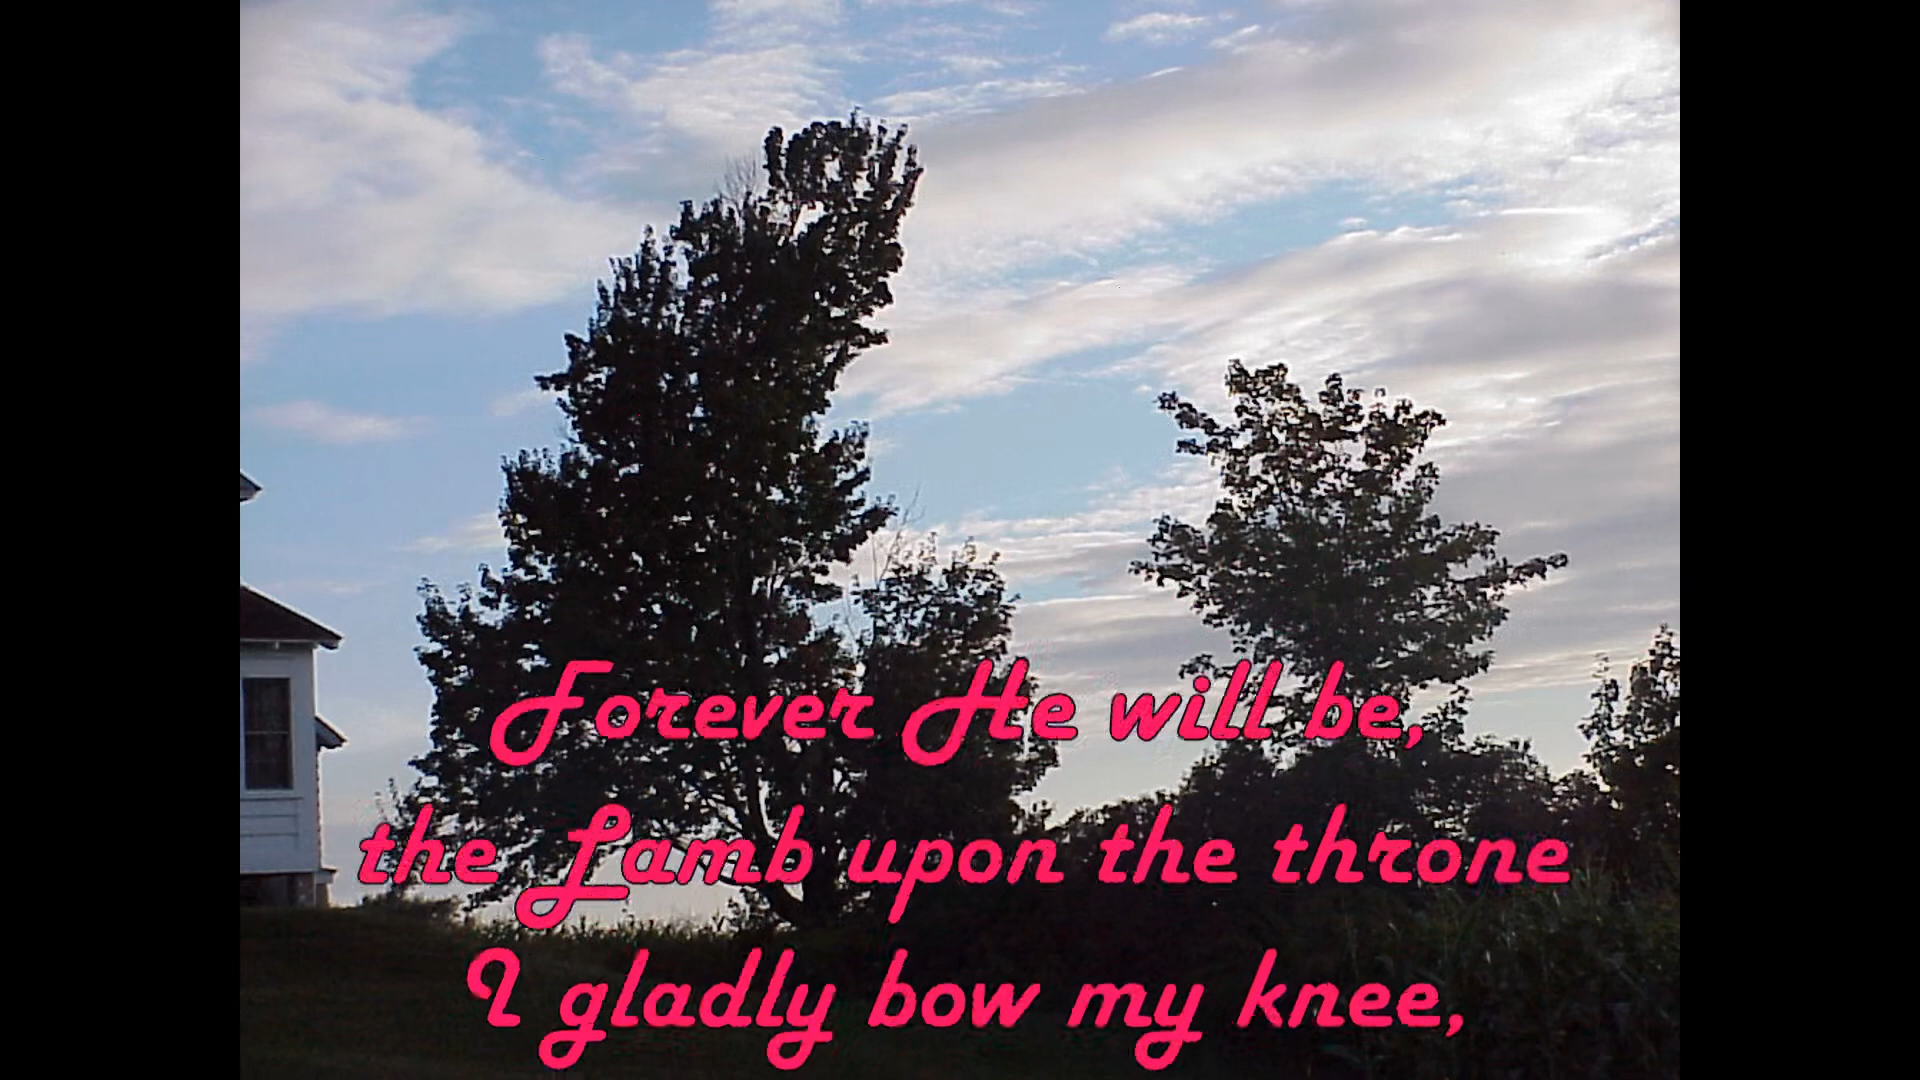 Forever He will be,
the Lamb upon the throne
I gladly bow my knee,